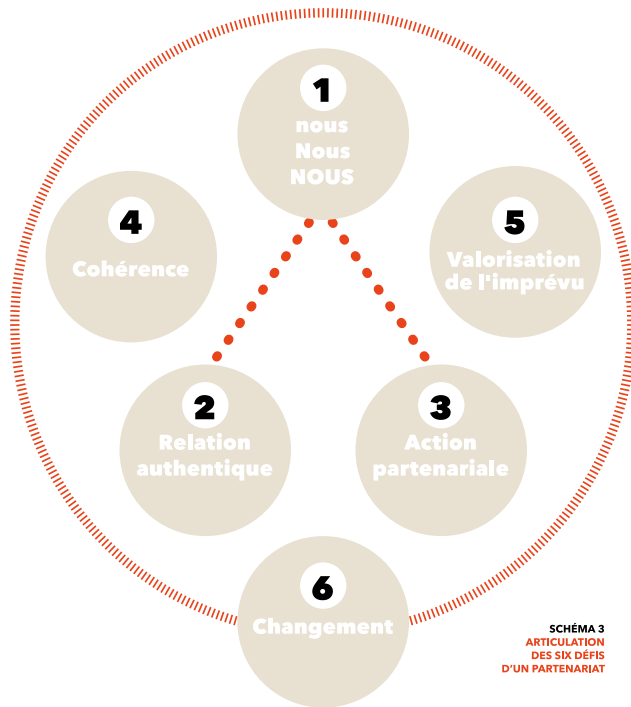 1
nous
Nous
NOUS
4
Cohérence
5
Valorisation
de l'imprévu
2
Relation
authentique
3
Action
partenariale
6
Changement
SCHÉMA 3
ARTICULATION
DES SIX DÉFIS
D'UN PARTENARIAT